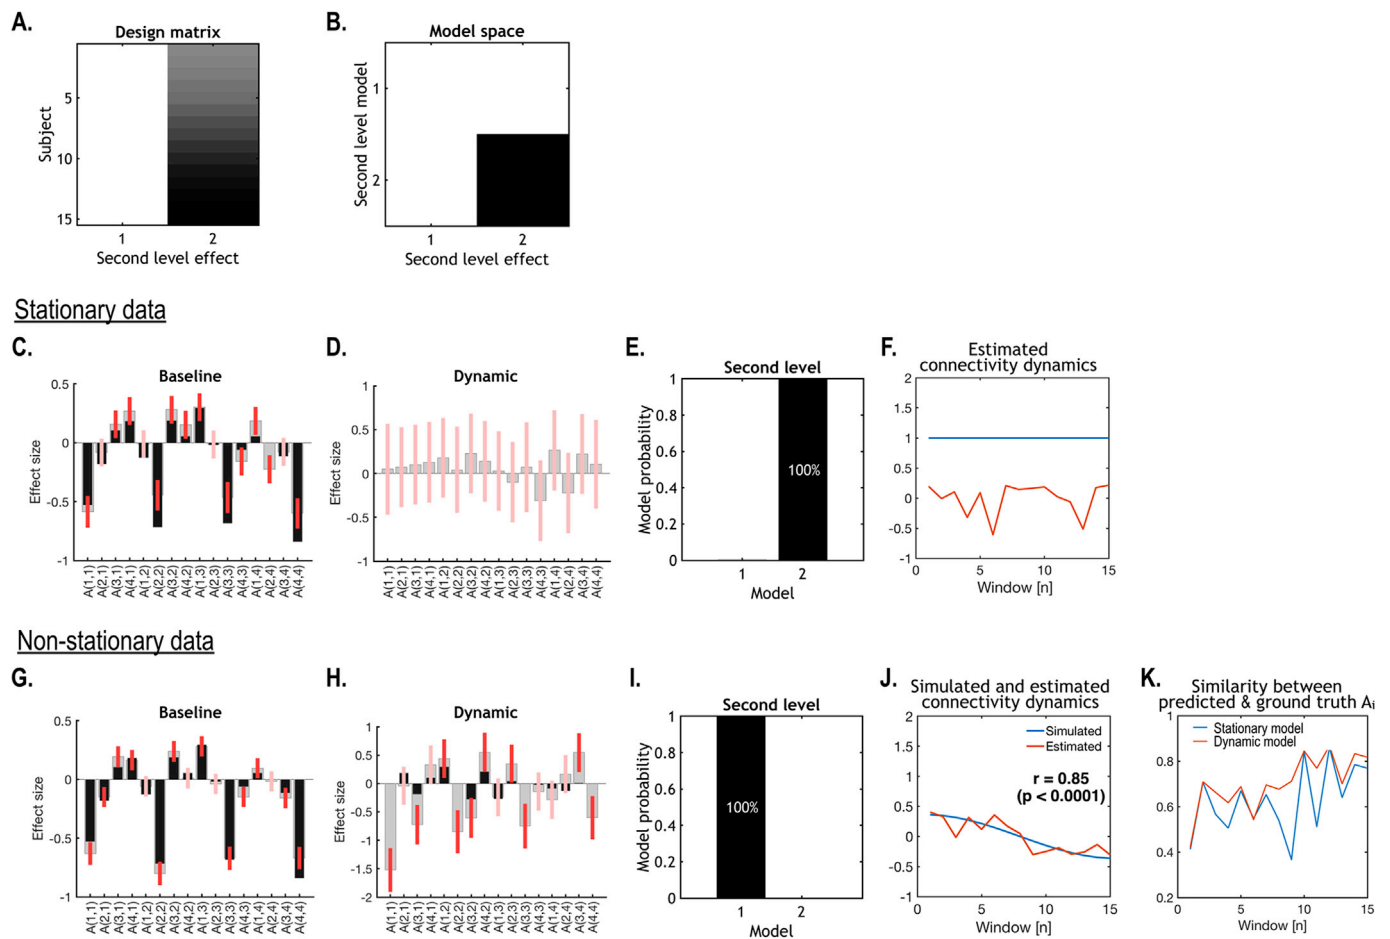 A.
Design matrix
Subject
5
10
15
1 2
Second level effect
B.
Model space
Second level model
1
2
1 2
Second level effect
Stationary data
C.
Baseline
Effect size
0.5
0
-0.5
-1
A(1,1) A(2,1) A(3,1) A(4,1) A(1,2) A(2,2) A(3,2) A(4,2) A(1,3) A(2,3) A(3,3) A(4,3) A(1,4) A(2,4) A(3,4) A(4,4)
D.
Dynamic
Effect size
1
0.5
0
-0.5
-1
A(1,1) A(2,1) A(3,1) A(4,1) A(1,2) A(2,2) A(3,2) A(4,2) A(1,3) A(2,3) A(3,3) A(4,3) A(1,4) A(2,4) A(3,4) A(4,4)
E.
Second level
Model probability
1
0.8
0.6
0.4
0.2
0
100%
1 2
Model
F.
Estimated
connectivity dynamics
2
1.5
1
0.5
0
-0.5
-1
0 5 10 15
Window [n]
Non-stationary data
G.
Baseline
Effect size
0.5
0
-0.5
-1
A(1,1) A(2,1) A(3,1) A(4,1) A(1,2) A(2,2) A(3,2) A(4,2) A(1,3) A(2,3) A(3,3) A(4,3) A(1,4) A(2,4) A(3,4) A(4,4)
H.
Dynamic
Effect size
1
0.5
0
-0.5
-1
-1.5
-2
A(1,1) A(2,1) A(3,1) A(4,1) A(1,2) A(2,2) A(3,2) A(4,2) A(1,3) A(2,3) A(3,3) A(4,3) A(1,4) A(2,4) A(3,4) A(4,4)
I.
Second level
Model probability
1
0.8
0.6
0.4
0.2
0
100%
1 2
Model
J.
Simulated and estimated
connectivity dynamics
2
1.5
1
0.5
0
-0.5
-1
Simulated
Estimated
r = 0.85
(p < 0.0001)
0 5 10 15
Window [n]
K.
Similarity between
predicted & ground truth Ai
1
0.8
0.6
0.4
0.2
Stationary model
Dynamic model
0 5 10 15
Window [n]